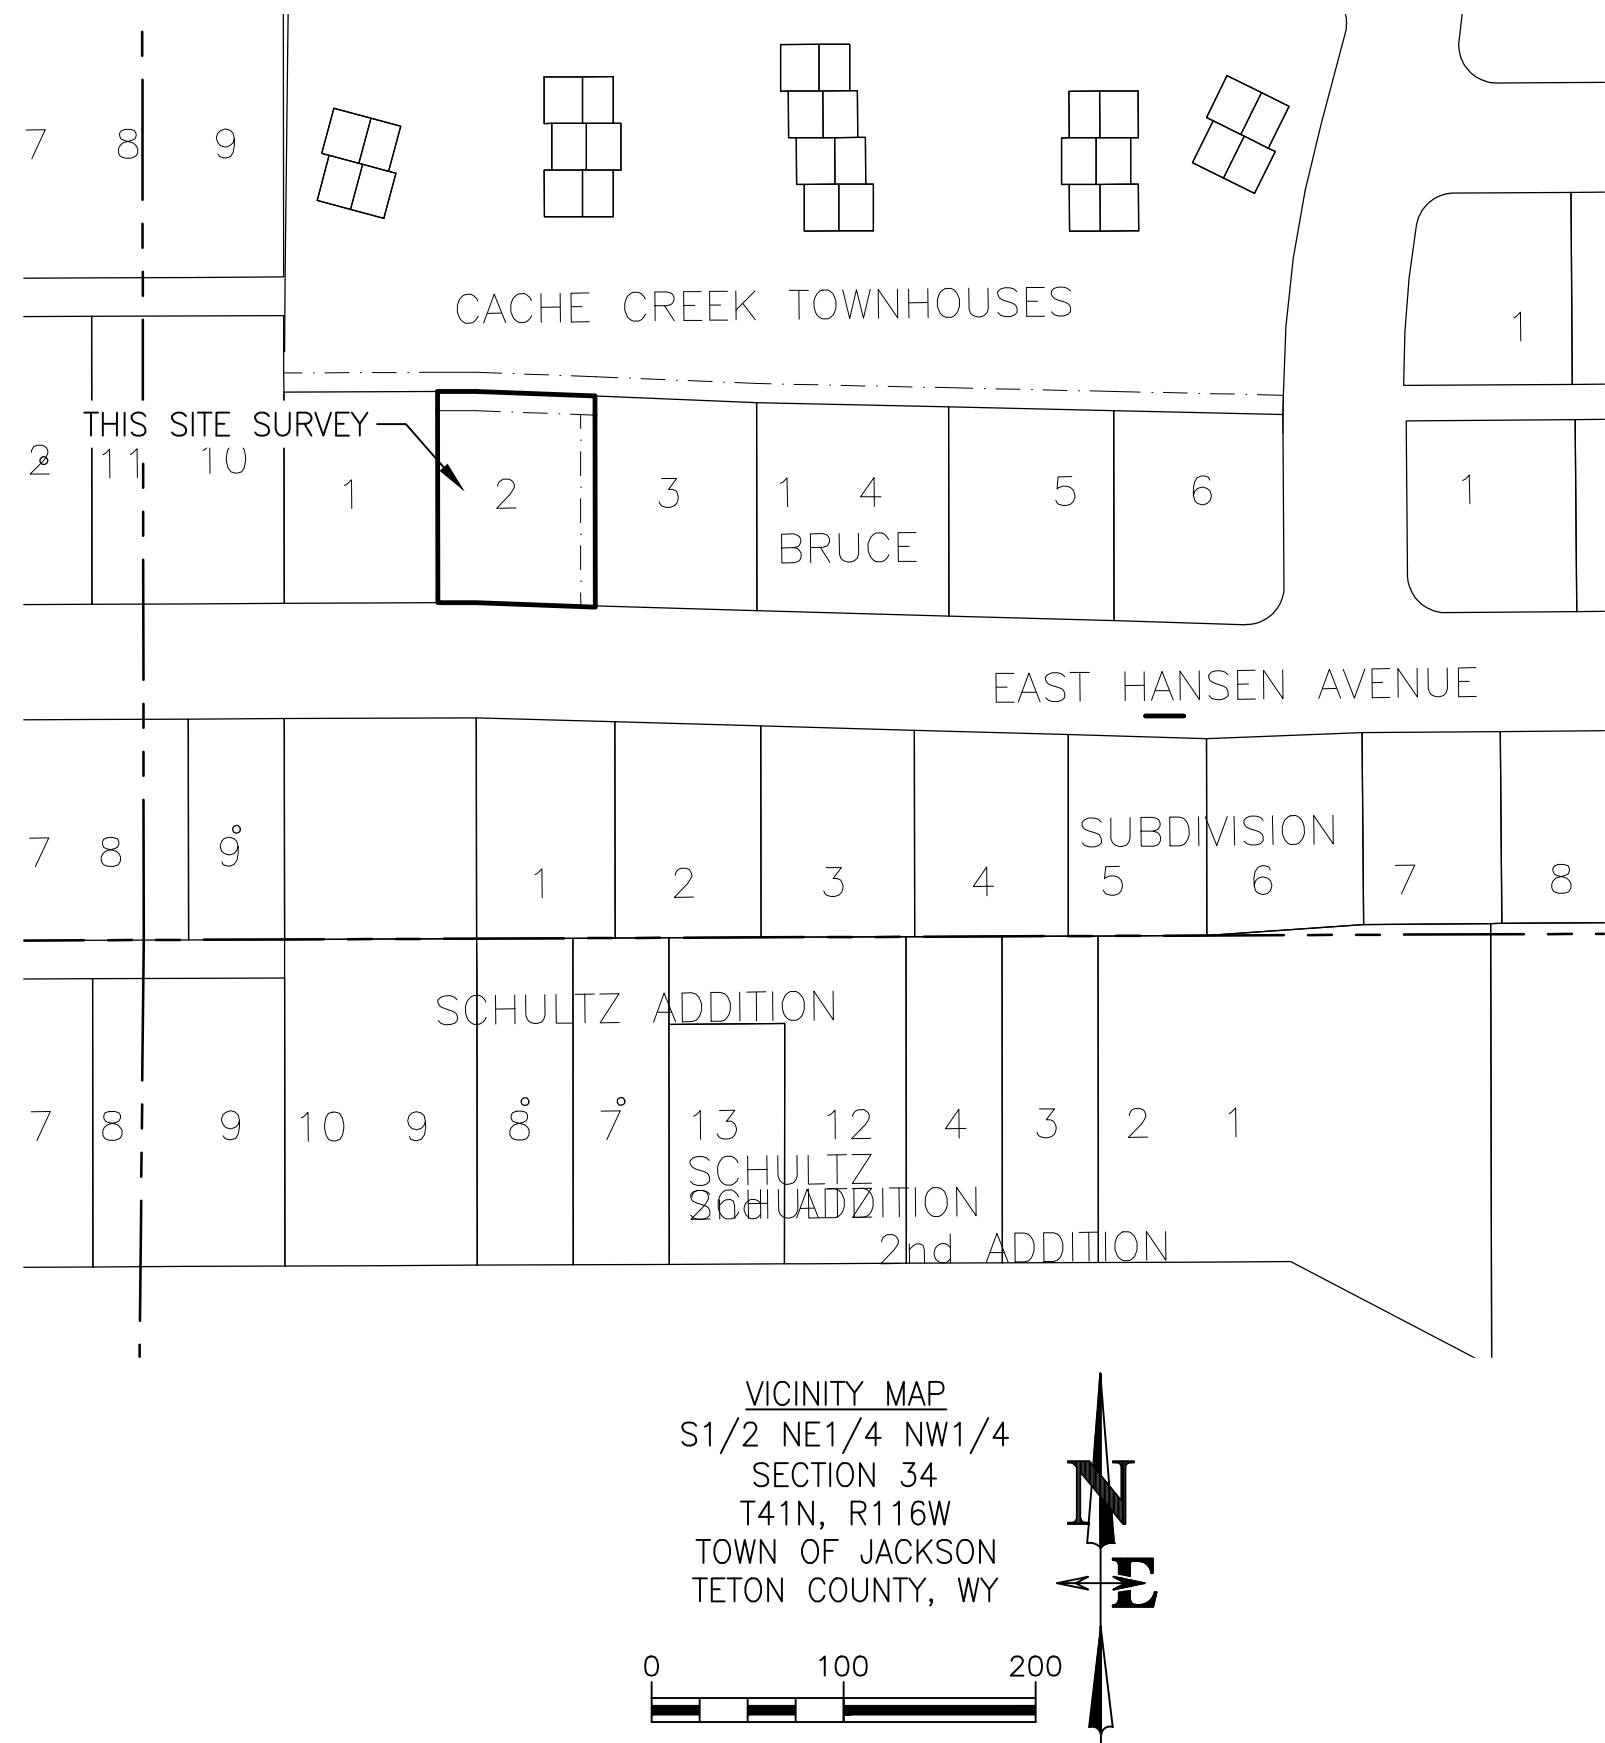 7 8 9
CACHE CREEK TOWNHOUSES
1
THIS SITE SURVEY
2 11 10 1 2 3 1 4 5 6 1
BRUCE
EAST HANSEN AVENUE
SUBDIVISION
7 8 9 1 2 3 4 5 6 7 8
SCHULTZ ADDITION
7 8 9 10 9 8 7 13 12 4 3 2 1
SCHULTZ
SCHULTZ
2nd ADDITION
2nd ADDITION
VICINITY MAP
S1/2 NE1/4 NW1/4
SECTION 34
T41N, R116W
TOWN OF JACKSON
TETON COUNTY, WY
N
E
0 100 200